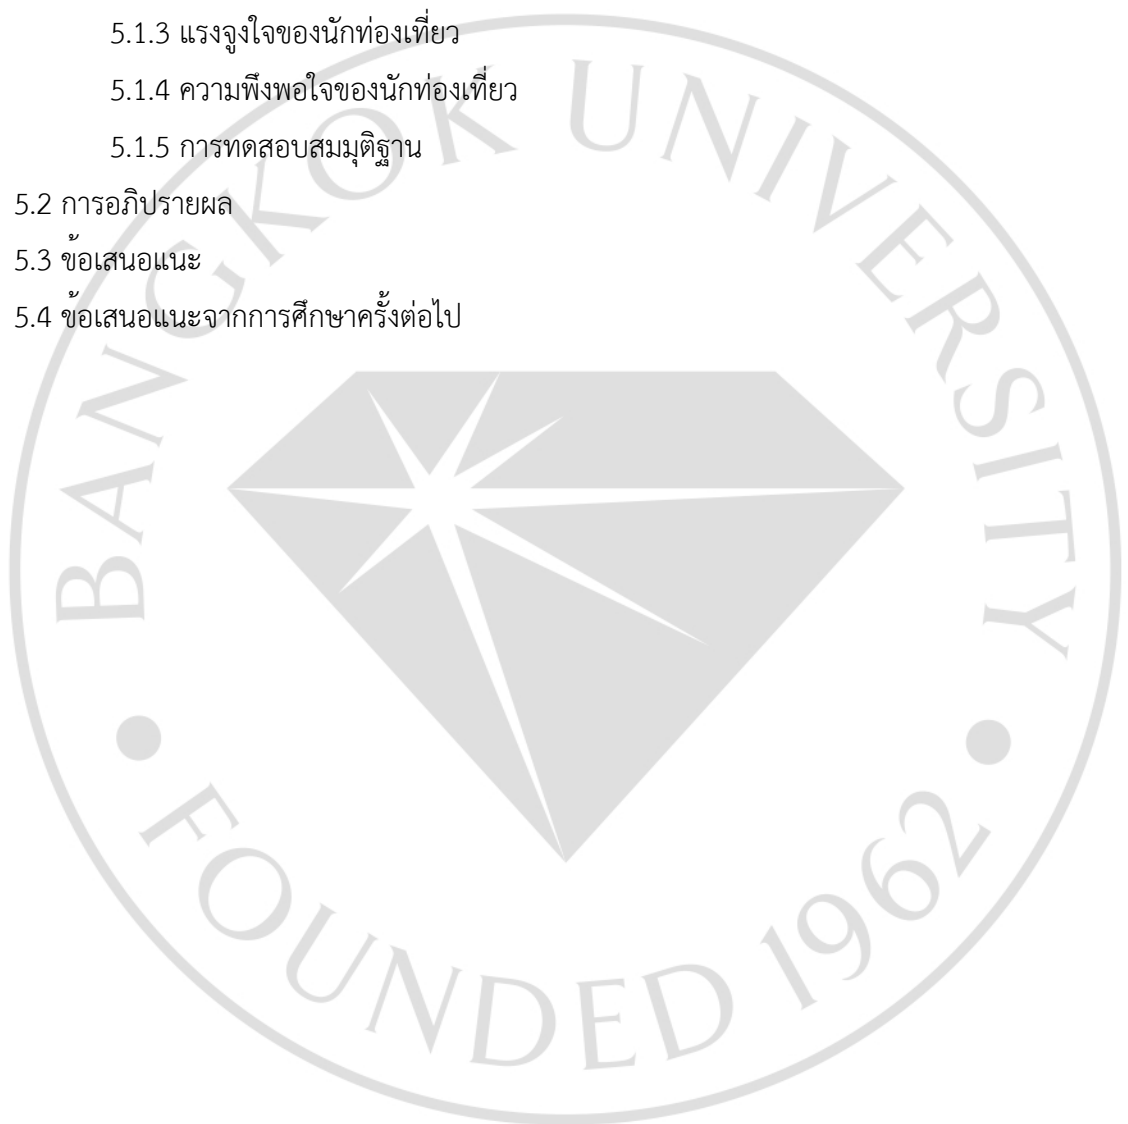 5.1.3 แรงจูงใจของนักท่องเที่ยว
5.1.4 ความพึงพอใจของนักท่องเที่ยว
5.1.5 การทดสอบสมมุติฐาน
5.2 การอภิปรายผล
5.3 ข้อเสนอแนะ
5.4 ข้อเสนอแนะจากการศึกษาครั้งต่อไป
BANGKOK UNIVERSITY
• FOUNDED 1962 •